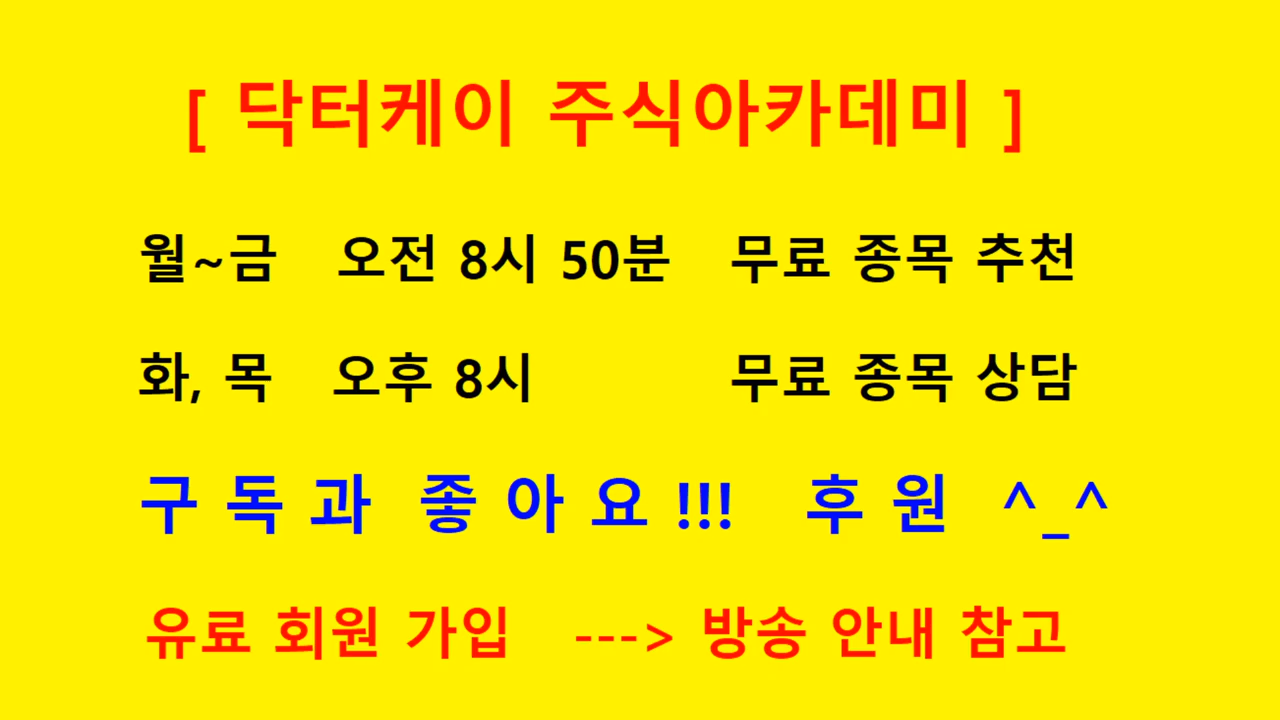 [ 닥터케이 주식아카데미 ]
월~금 오전 8시 50분 무료 종목 추천
화, 목 오후 8시 무료 종목 상담
구 독 과 좋 아 요 !!! 후 원 ^_^
유료 회원 가입 ---> 방송 안내 참고